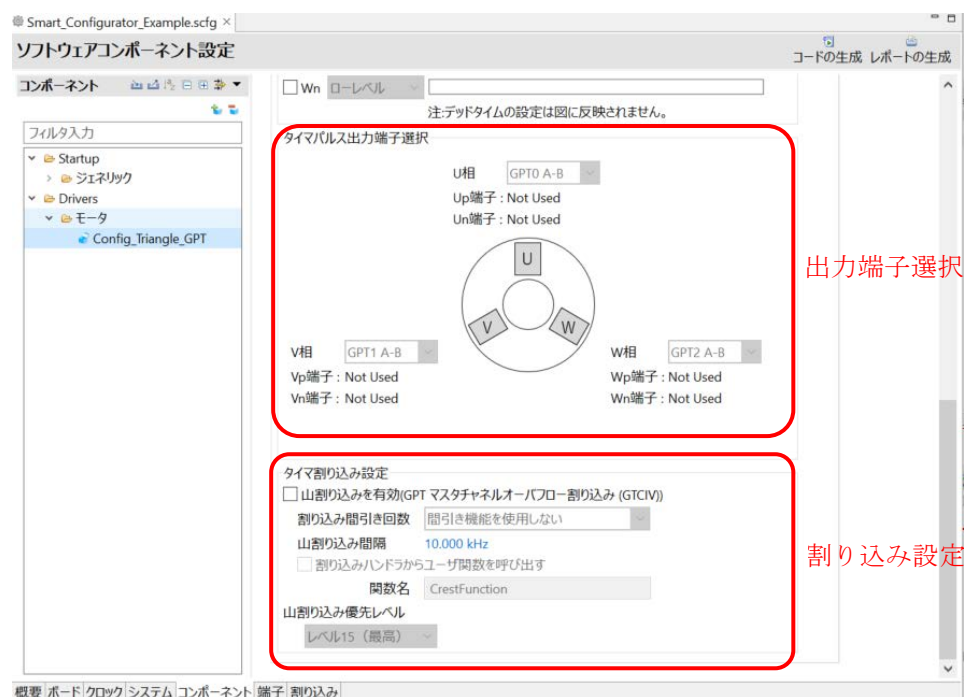 Smart_Configurator_Example.scfg ×
ソフトウェアコンポーネント設定
コードの生成 レポートの生成
コンポーネント
フィルタ入力
Startup
ジェネリック
Drivers
モータ
Config_Triangle_GPT
Wn ローレベル
注:デッドタイムの設定は図に反映されません。
タイマパルス出力端子選択
U相 GPT0 A-B
Up端子 : Not Used
Un端子 : Not Used
U
V
W
出力端子選択
V相 GPT1 A-B
Vp端子 : Not Used
Vn端子 : Not Used
W相 GPT2 A-B
Wp端子 : Not Used
Wn端子 : Not Used
タイマ割り込み設定
山割り込みを有効(GPT マスタチャネルオーバフロー割り込み (GTCIV))
割り込み間引き回数 間引き機能を使用しない
山割り込み間隔 10.000 kHz
割り込みハンドラからユーザ関数を呼び出す
関数名 CrestFunction
山割り込み優先レベル
レベル15（最高）
割り込み設定
概要 ボード クロック システム コンポーネント 端子 割り込み